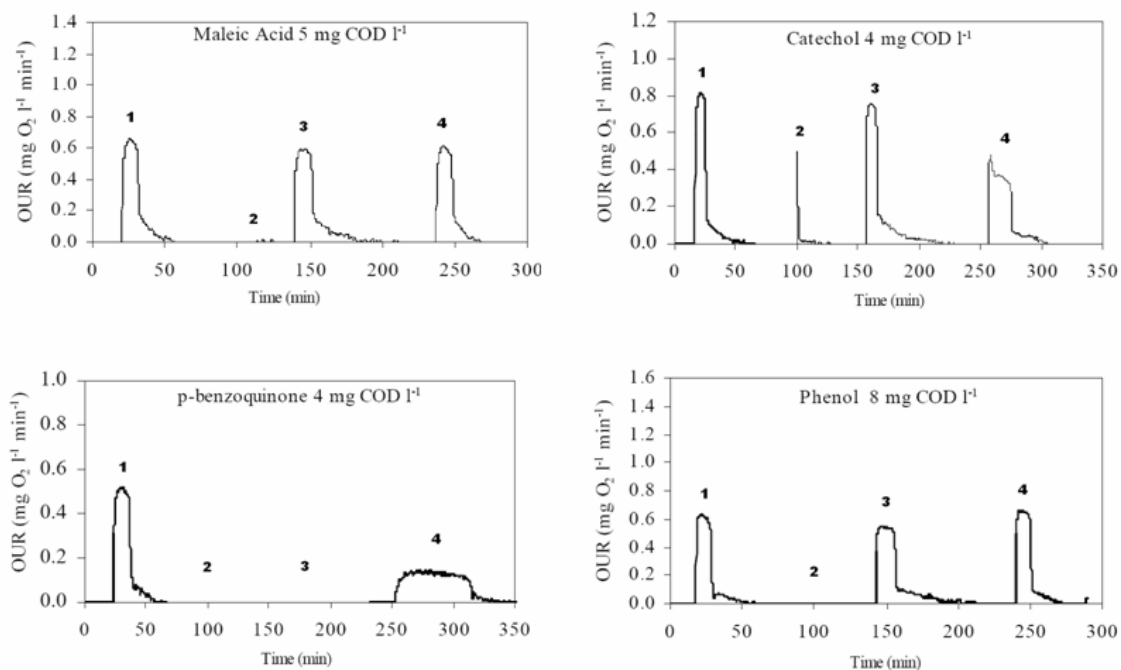 Maleic Acid 5 mg COD l⁻¹
OUR (mg O₂ l⁻¹ min⁻¹)
1.4
1.2
1.0
0.8
0.6
0.4
0.2
0.0
1
2
3
4
0 50 100 150 200 250 300
Time (min)
Catechol 4 mg COD l⁻¹
OUR (mg O₂ l⁻¹ min⁻¹)
1.2
1.0
0.8
0.6
0.4
0.2
0.0
1
2
3
4
0 50 100 150 200 250 300 350
Time (min)
p-benzoquinone 4 mg COD l⁻¹
OUR (mg O₂ l⁻¹ min⁻¹)
1.0
0.8
0.6
0.4
0.2
0.0
1
2
3
4
0 50 100 150 200 250 300 350
Time (min)
Phenol 8 mg COD l⁻¹
OUR (mg O₂ l⁻¹ min⁻¹)
1.6
1.4
1.2
1.0
0.8
0.6
0.4
0.2
0.0
1
2
3
4
0 50 100 150 200 250 300
Time (min)